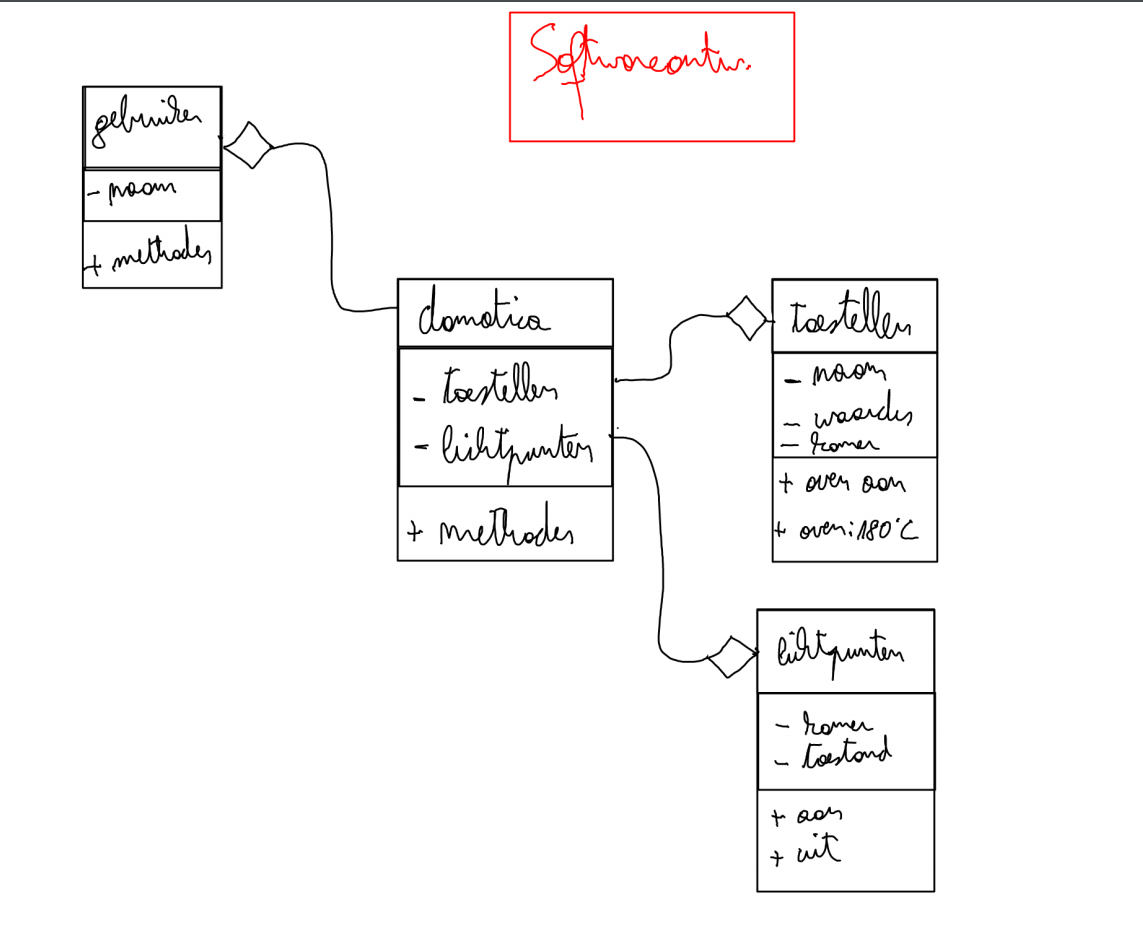 Softwareontw.
gebruiker
- naam
+ methodes
domotica
- toestellen
- lichtpunten
+ methodes
toestellen
- naam
- waardes
- kamer
+ oven aan
+ oven: 180°C
lichtpunten
- kamer
- toestand
+ aan
+ uit